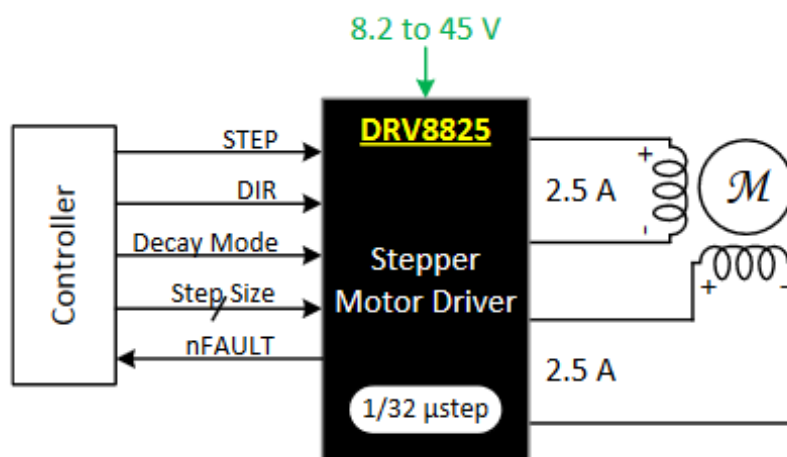 8.2 to 45 V
Controller
STEP
DIR
Decay Mode
Step Size
nFAULT
DRV8825
Stepper
Motor Driver
1/32 µstep
2.5 A
+
-
M
+ -
2.5 A